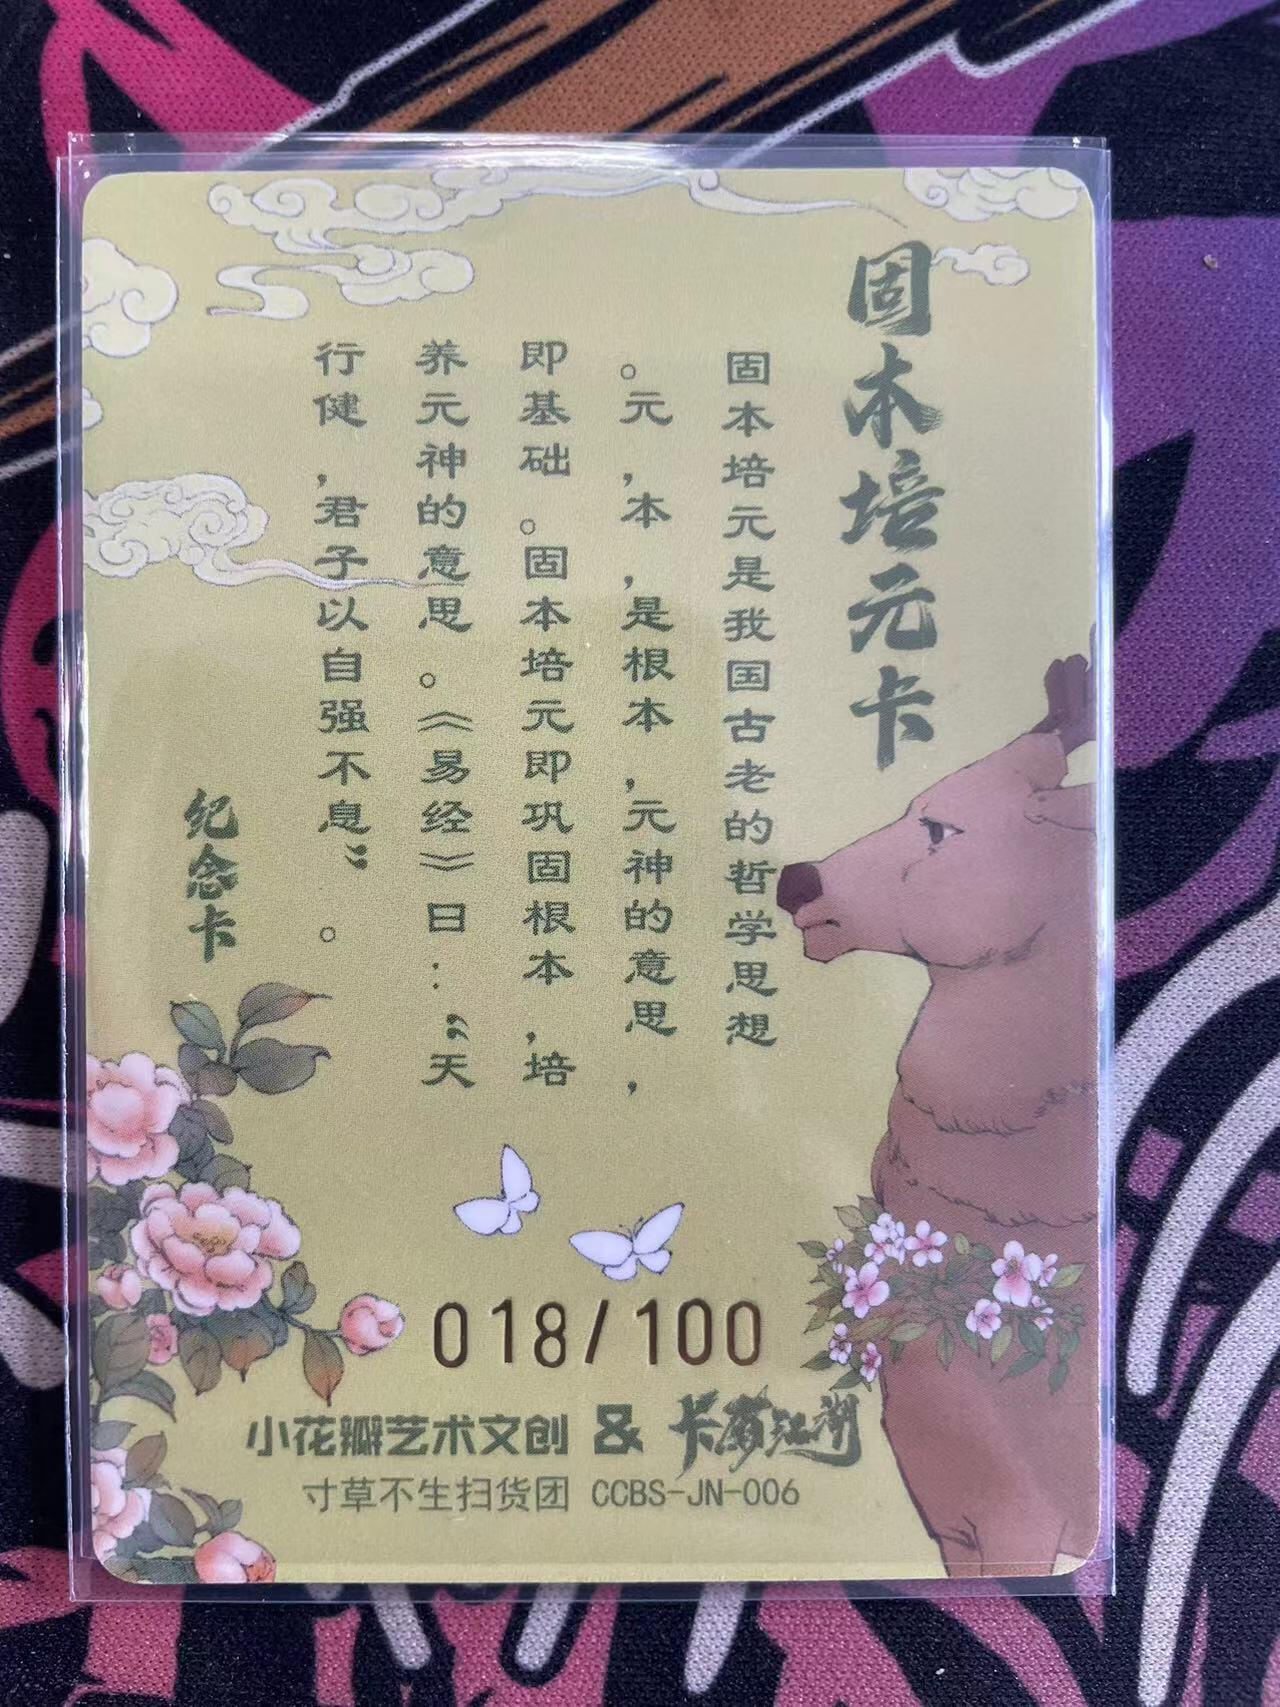 固本培元卡
固本培元是我国古老的哲学思想
。元，本，是根本，元神的意思，
即基础。固本培元即巩固根本，培
养元神的意思。《易经》曰：“天
行健，君子以自强不息”。
纪念卡
018/100
小花瓣艺术文创 & 卡有江湖
寸草不生扫货团 CCBS-JN-006